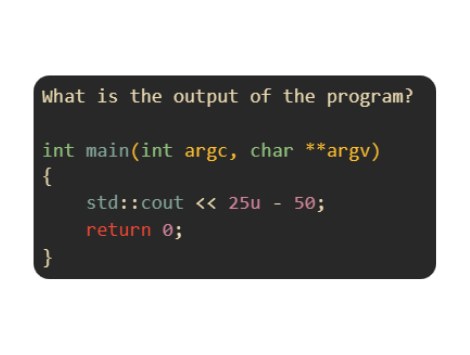 What is the output of the program?
int main(int argc, char **argv)
{
    std::cout << 25u - 50;
    return 0;
}